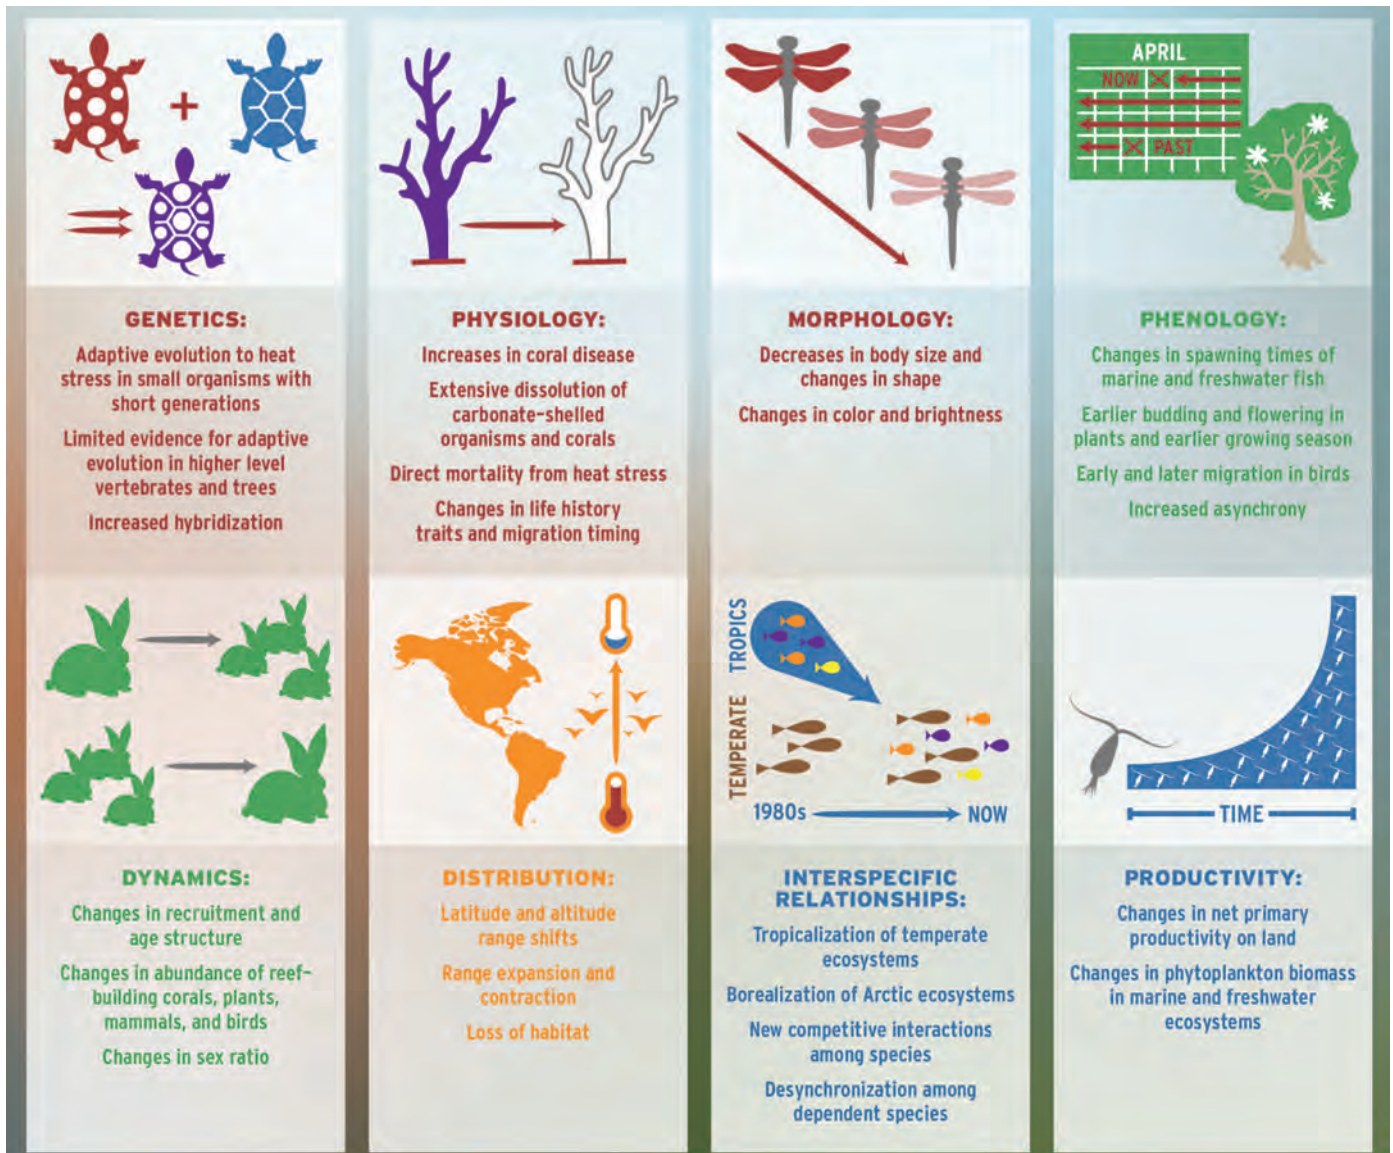 APRIL
NOW
PAST
GENETICS:
Adaptive evolution to heat
stress in small organisms with
short generations
Limited evidence for adaptive
evolution in higher level
vertebrates and trees
Increased hybridization
PHYSIOLOGY:
Increases in coral disease
Extensive dissolution of
carbonate-shelled
organisms and corals
Direct mortality from heat stress
Changes in life history
traits and migration timing
MORPHOLOGY:
Decreases in body size and
changes in shape
Changes in color and brightness
PHENOLOGY:
Changes in spawning times of
marine and freshwater fish
Earlier budding and flowering in
plants and earlier growing season
Early and later migration in birds
Increased asynchrony
TROPICS
TEMPERATE
1980s
NOW
TIME
DYNAMICS:
Changes in recruitment and
age structure
Changes in abundance of reef-
building corals, plants,
mammals, and birds
Changes in sex ratio
DISTRIBUTION:
Latitude and altitude
range shifts
Range expansion and
contraction
Loss of habitat
INTERSPECIFIC
RELATIONSHIPS:
Tropicalization of temperate
ecosystems
Borealization of Arctic ecosystems
New competitive interactions
among species
Desynchronization among
dependent species
PRODUCTIVITY:
Changes in net primary
productivity on land
Changes in phytoplankton biomass
in marine and freshwater
ecosystems